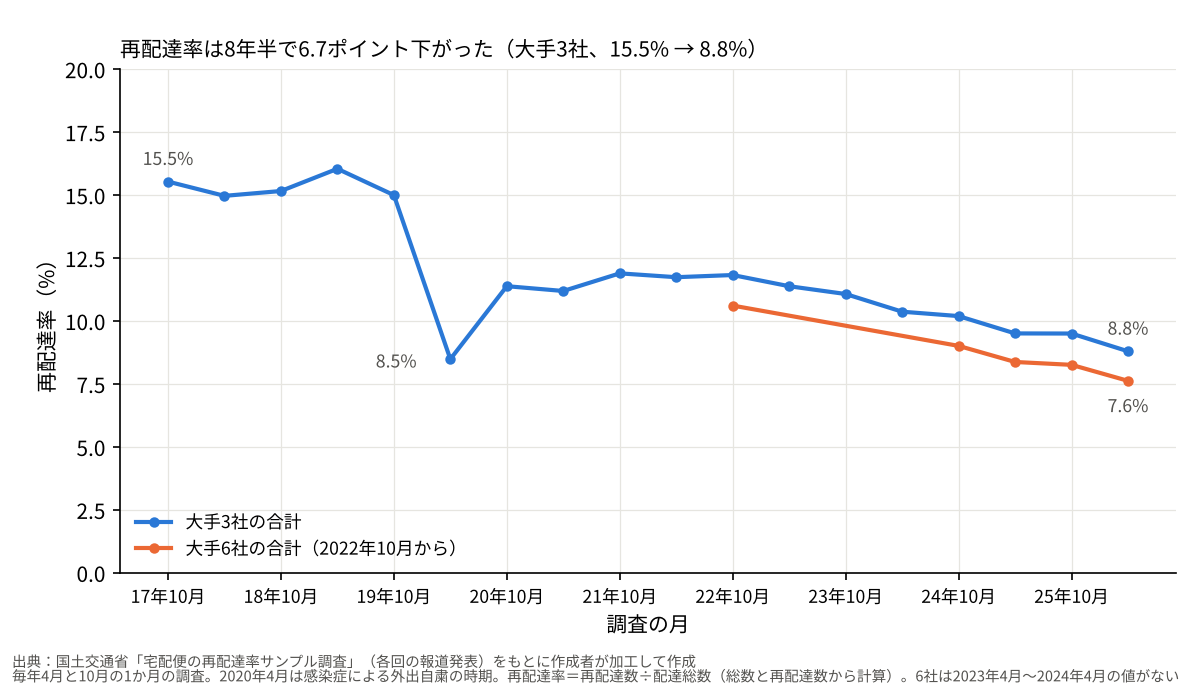 再配達率は8年半で6.7ポイント下がった（大手3社、15.5% → 8.8%）
20.0
17.5
15.0
12.5
10.0
7.5
5.0
2.5
0.0
再配達率（%）
15.5%
8.5%
8.8%
7.6%
大手3社の合計
大手6社の合計（2022年10月から）
17年10月
18年10月
19年10月
20年10月
21年10月
22年10月
23年10月
24年10月
25年10月
調査の月
出典：国土交通省「宅配便の再配達率サンプル調査」（各回の報道発表）をもとに作成者が加工して作成
毎年4月と10月の1か月の調査。2020年4月は感染症による外出自粛の時期。再配達率＝再配達数÷配達総数（総数と再配達数から計算）。6社は2023年4月～2024年4月の値がない